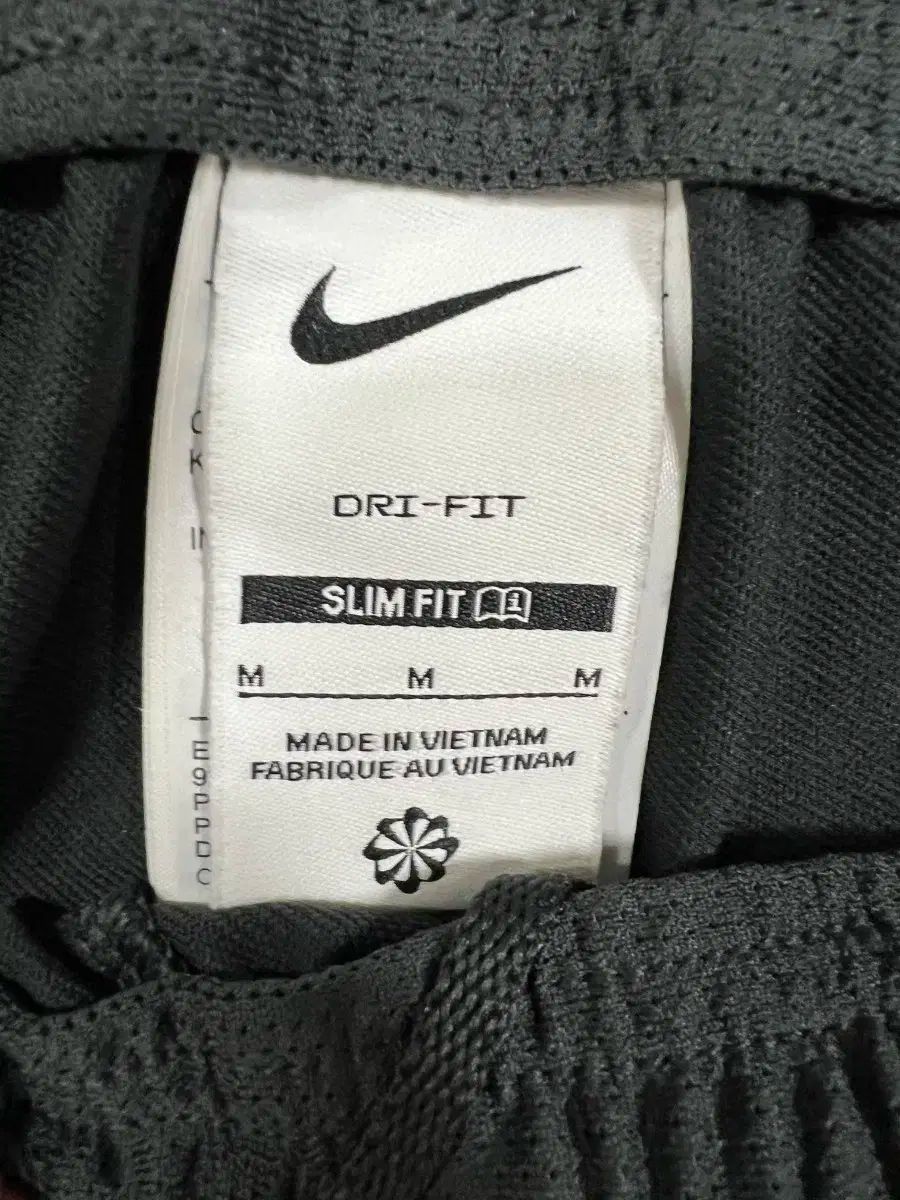 DRI-FIT
SLIM FIT
M M M
MADE IN VIETNAM
FABRIQUE AU VIETNAM